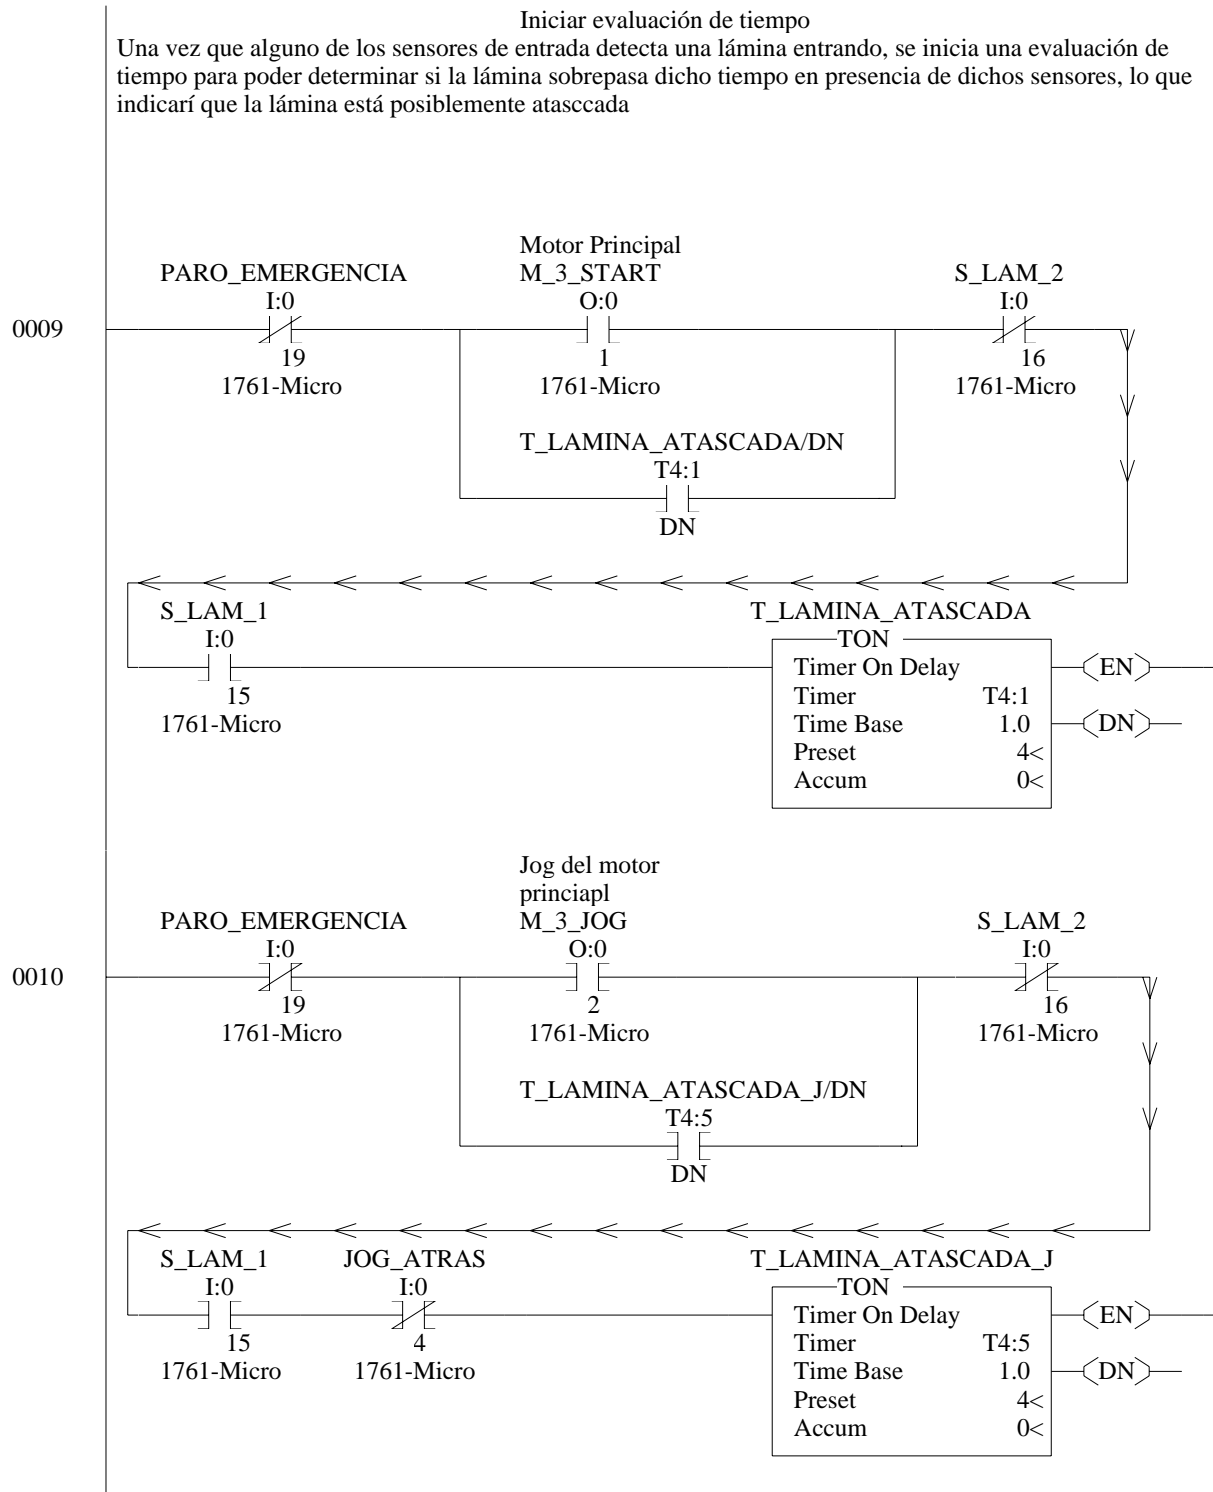 Iniciar evaluación de tiempo
Una vez que alguno de los sensores de entrada detecta una lámina entrando, se inicia una evaluación de
tiempo para poder determinar si la lámina sobrepasa dicho tiempo en presencia de dichos sensores, lo que
indicarí que la lámina está posiblemente atasccada
Motor Principal
PARO_EMERGENCIA M_3_START S_LAM_2
I:0 O:0 I:0
0009
19 1 16
1761-Micro 1761-Micro 1761-Micro
T_LAMINA_ATASCADA/DN
T4:1
DN
S_LAM_1 T_LAMINA_ATASCADA
I:0 TON
Timer On Delay EN
15 Timer T4:1
1761-Micro Time Base 1.0 DN
Preset 4<
Accum 0<
Jog del motor
princiapl
PARO_EMERGENCIA M_3_JOG S_LAM_2
I:0 O:0 I:0
0010
19 2 16
1761-Micro 1761-Micro 1761-Micro
T_LAMINA_ATASCADA_J/DN
T4:5
DN
S_LAM_1 JOG_ATRAS T_LAMINA_ATASCADA_J
I:0 I:0 TON
Timer On Delay EN
15 4 Timer T4:5
1761-Micro 1761-Micro Time Base 1.0 DN
Preset 4<
Accum 0<